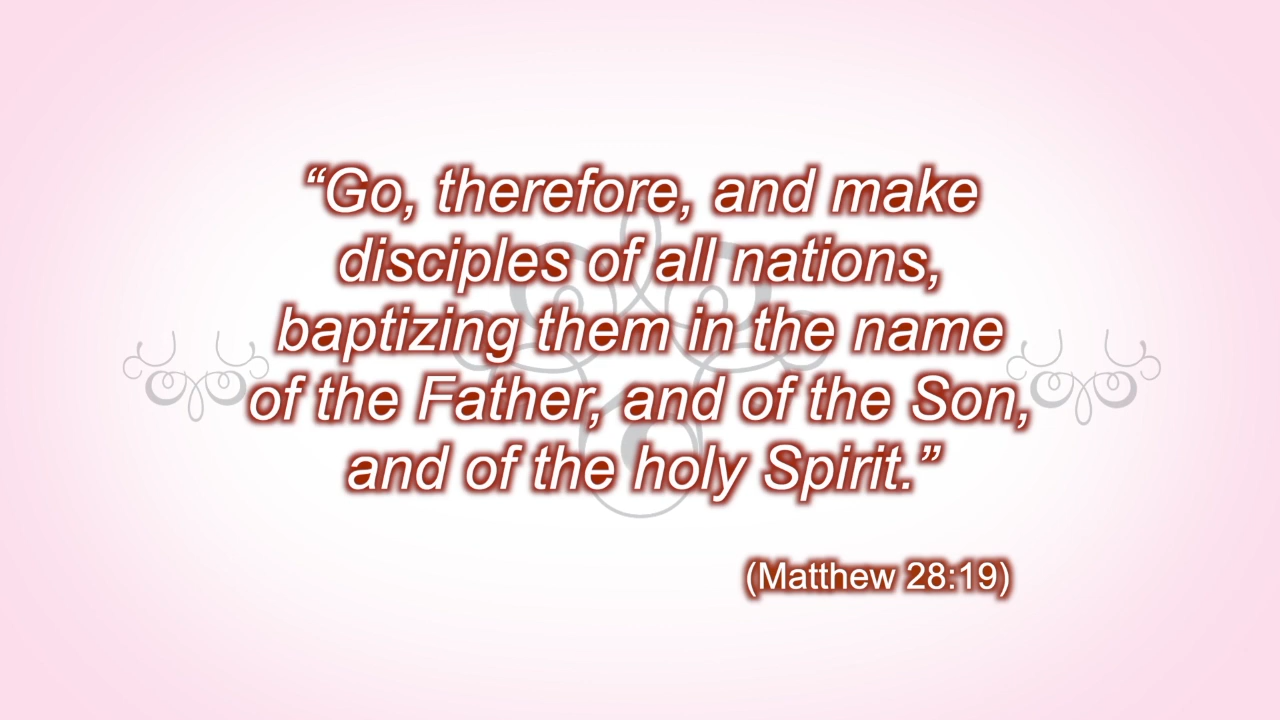 “Go, therefore, and make
disciples of all nations,
baptizing them in the name
of the Father, and of the Son,
and of the holy Spirit.”
(Matthew 28:19)